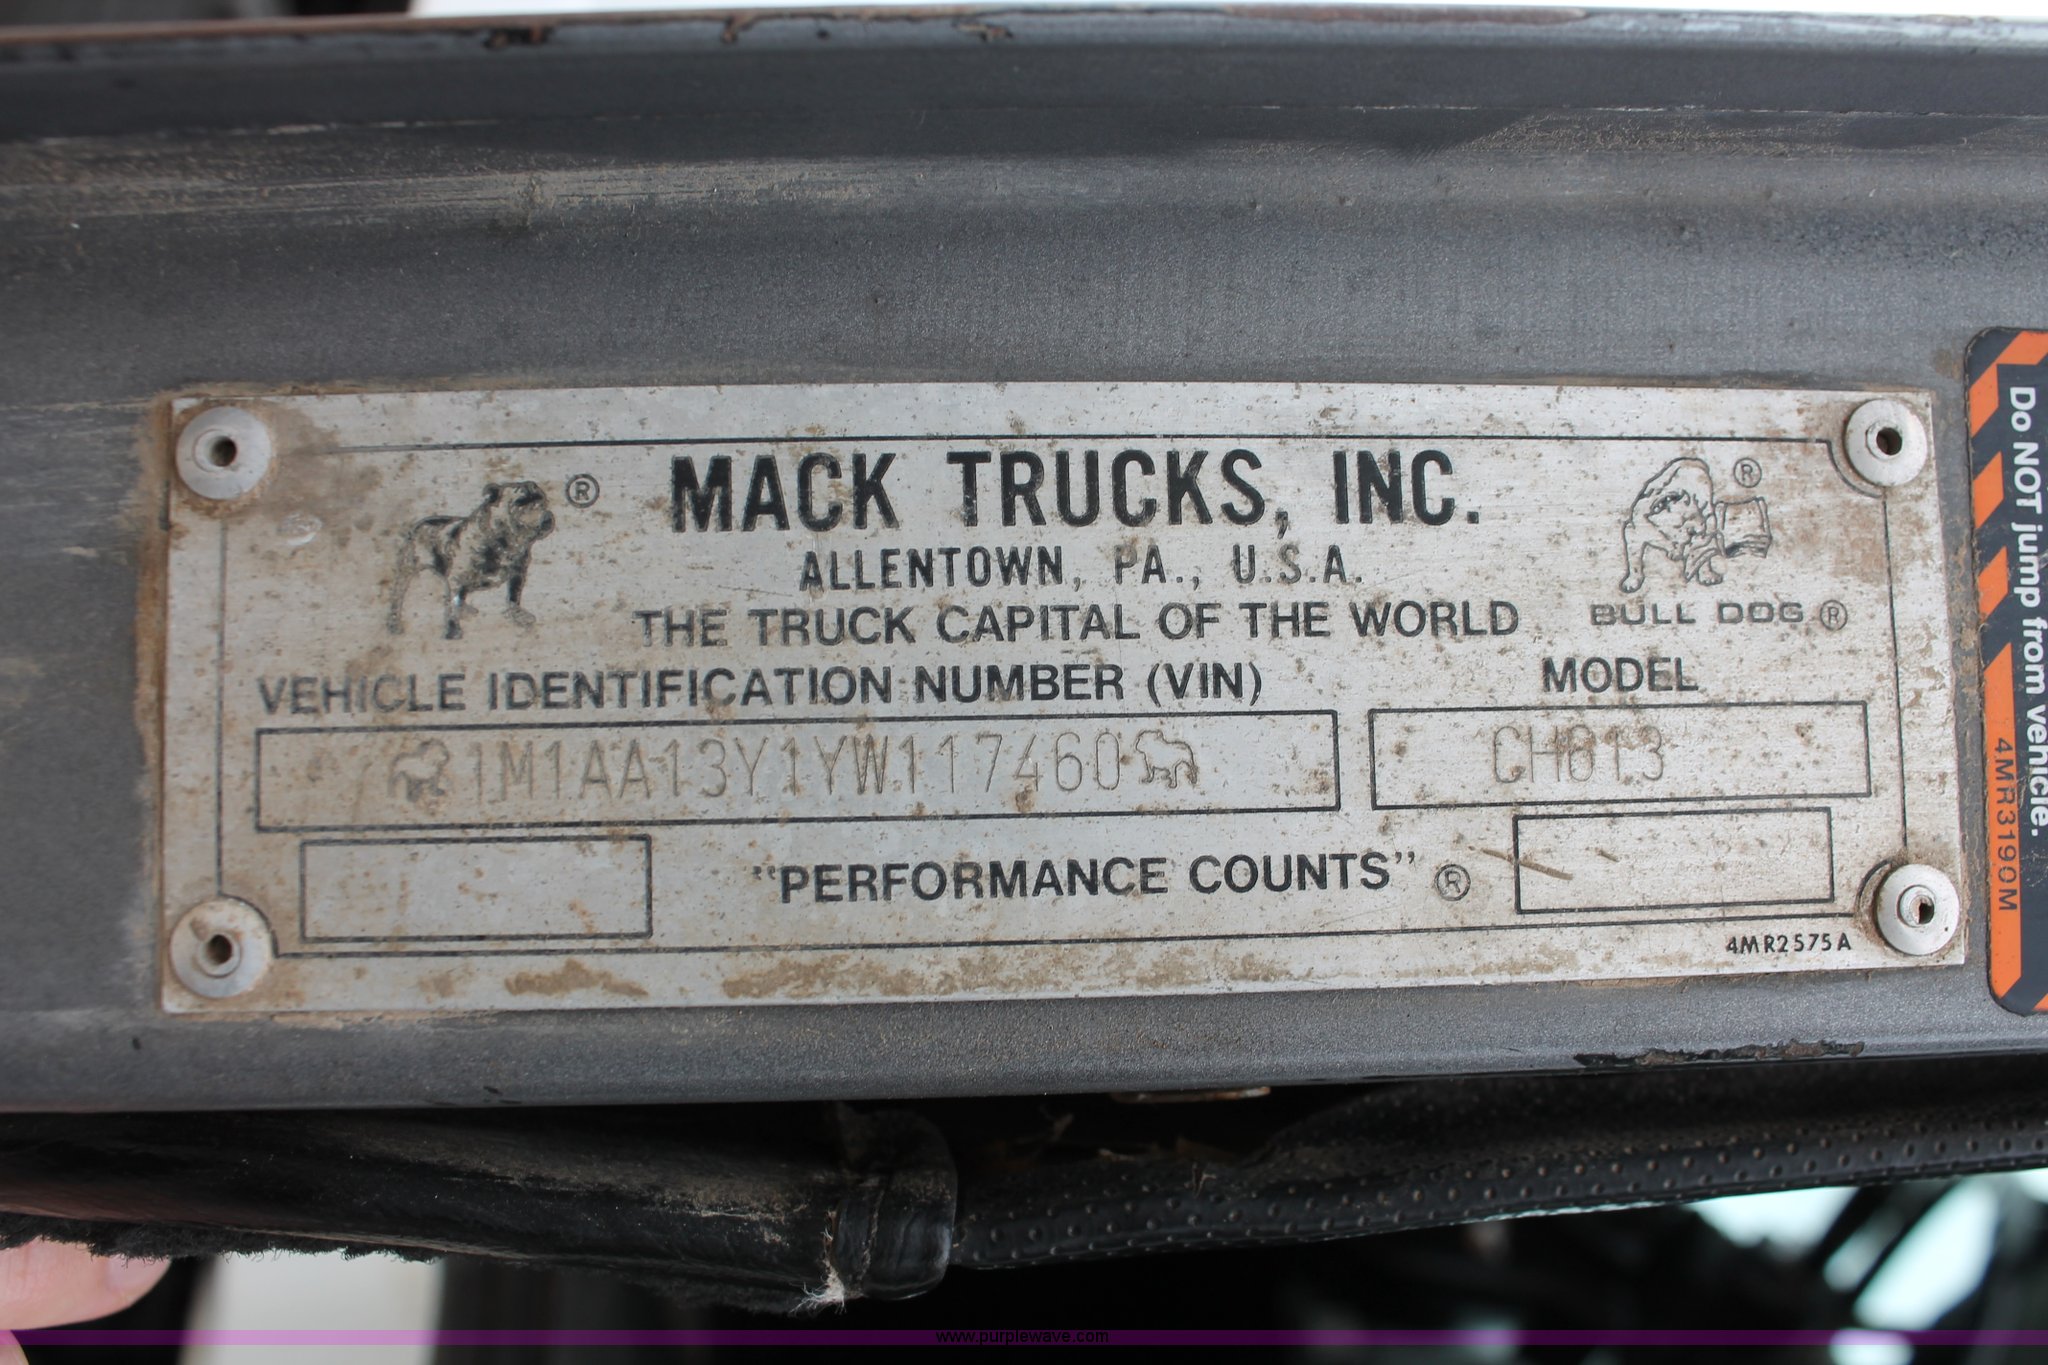 ®
MACK TRUCKS, INC.
®
ALLENTOWN, PA., U.S.A.
THE TRUCK CAPITAL OF THE WORLD
BULL DOG ®
VEHICLE IDENTIFICATION NUMBER (VIN)
MODEL
1M1AA13Y1YW117460
CH613
"PERFORMANCE COUNTS" ®
4MR2575A
Do NOT jump from vehicle.
4MR3190M
www.purplewave.com